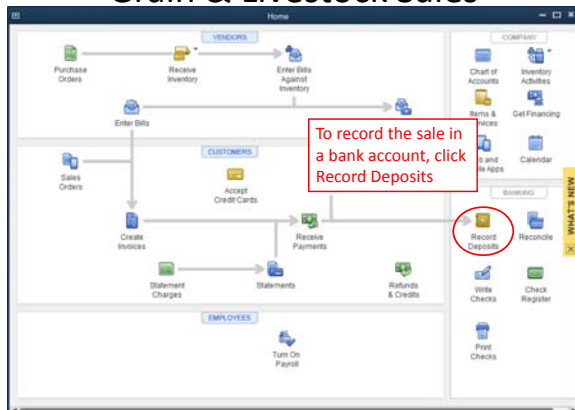 Grain & Livestock Sales
Home
VENDORS
COMPANY
Purchase
Orders
Receive
Inventory
Enter Bills
Against
Inventory
Chart of
Accounts
Inventory
Activities
Enter Bills
Items &
Services
Get Financing
To record the sale in
a bank account, click
Record Deposits
CUSTOMERS
Sales
Orders
Accept
Credit Cards
Calendar
BANKING
WHAT'S NEW
Create
Invoices
Receive
Payments
Record
Deposits
Reconcile
Statement
Charges
Statements
Refunds
& Credits
Write
Checks
Check
Register
EMPLOYEES
Turn On
Payroll
Print
Checks